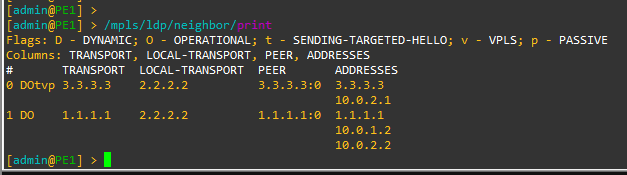 [admin@PE1] >
[admin@PE1] > /mpls/ldp/neighbor/print
Flags: D - DYNAMIC; O - OPERATIONAL; t - SENDING-TARGETED-HELLO; v - VPLS; p - PASSIVE
Columns: TRANSPORT, LOCAL-TRANSPORT, PEER, ADDRESSES
#       TRANSPORT  LOCAL-TRANSPORT  PEER       ADDRESSES
0 DOtvp 3.3.3.3    2.2.2.2          3.3.3.3:0  3.3.3.3
                                               10.0.2.1
1 DO    1.1.1.1    2.2.2.2          1.1.1.1:0  1.1.1.1
                                               10.0.1.2
                                               10.0.2.2
[admin@PE1] >